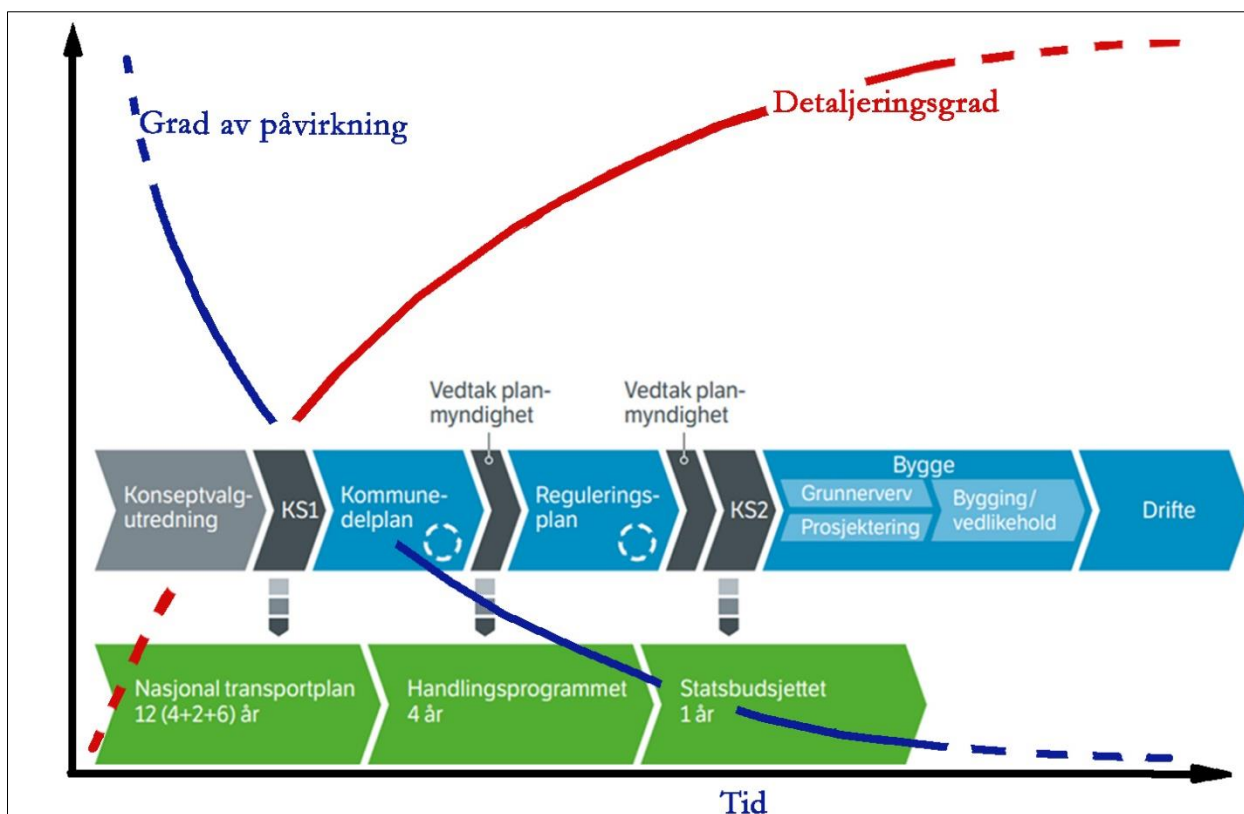 Grad av påvirkning
Detaljeringsgrad
Vedtak plan-
myndighet
Vedtak plan-
myndighet
Konseptvalg-
utredning
KS1
Kommune-
delplan
Regulerings-
plan
KS2
Bygge
Grunnerverv
Prosjektering
Bygging/
vedlikehold
Drifte
Nasjonal transportplan
12 (4+2+6) år
Handlingsprogrammet
4 år
Statsbudsjettet
1 år
Tid